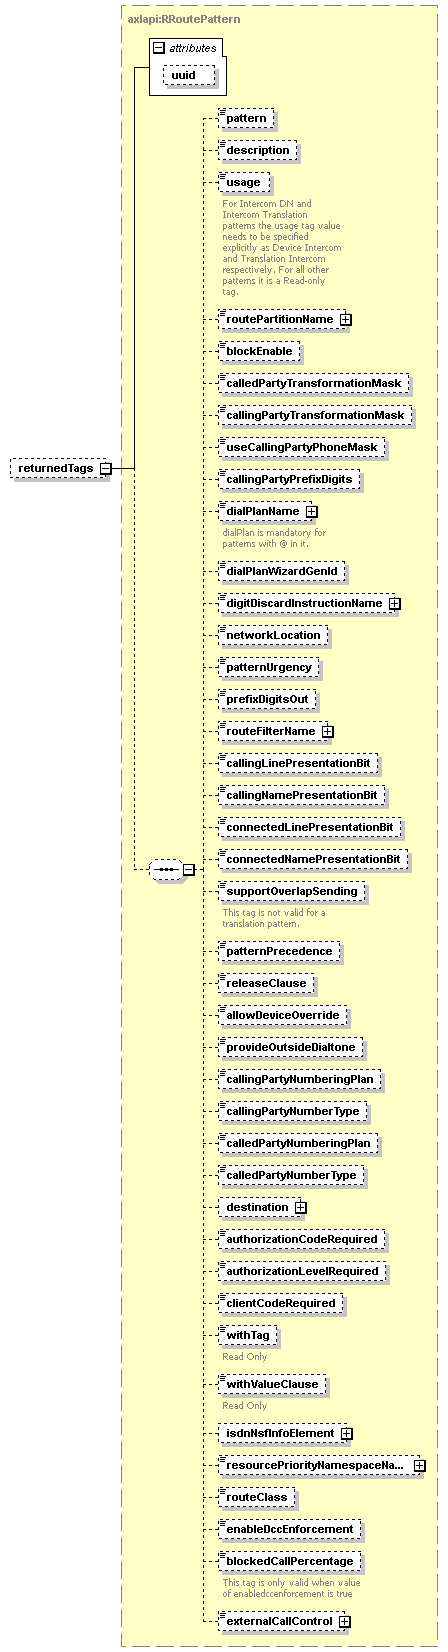 axlapi:RRoutePattern
attributes
uuid
pattern
description
usage
For Intercom DN and
Intercom Translation
patterns the usage tag value
needs to be specified
explicitly as Device Intercom
and Translation Intercom
respectively. For all other
patterns it is a Read-only
tag.
routePartitionName
blockEnable
calledPartyTransformationMask
callingPartyTransformationMask
useCallingPartyPhoneMask
returnedTags
callingPartyPrefixDigits
dialPlanName
dialPlan is mandatory for
patterns with @ in it.
dialPlanWizardGenId
digitDiscardInstructionName
networkLocation
patternUrgency
prefixDigitsOut
routeFilterName
callingLinePresentationBit
callingNamePresentationBit
connectedLinePresentationBit
connectedNamePresentationBit
supportOverlapSending
This tag is not valid for a
translation pattern.
patternPrecedence
releaseClause
allowDeviceOverride
provideOutsideDialtone
callingPartyNumberingPlan
callingPartyNumberType
calledPartyNumberingPlan
calledPartyNumberType
destination
authorizationCodeRequired
authorizationLevelRequired
clientCodeRequired
withTag
Read Only
withValueClause
Read Only
isdnNsfInfoElement
resourcePriorityNamespaceNa...
routeClass
enableDccEnforcement
blockedCallPercentage
This tag is only valid when value
of enabledccenforcement is true
externalCallControl